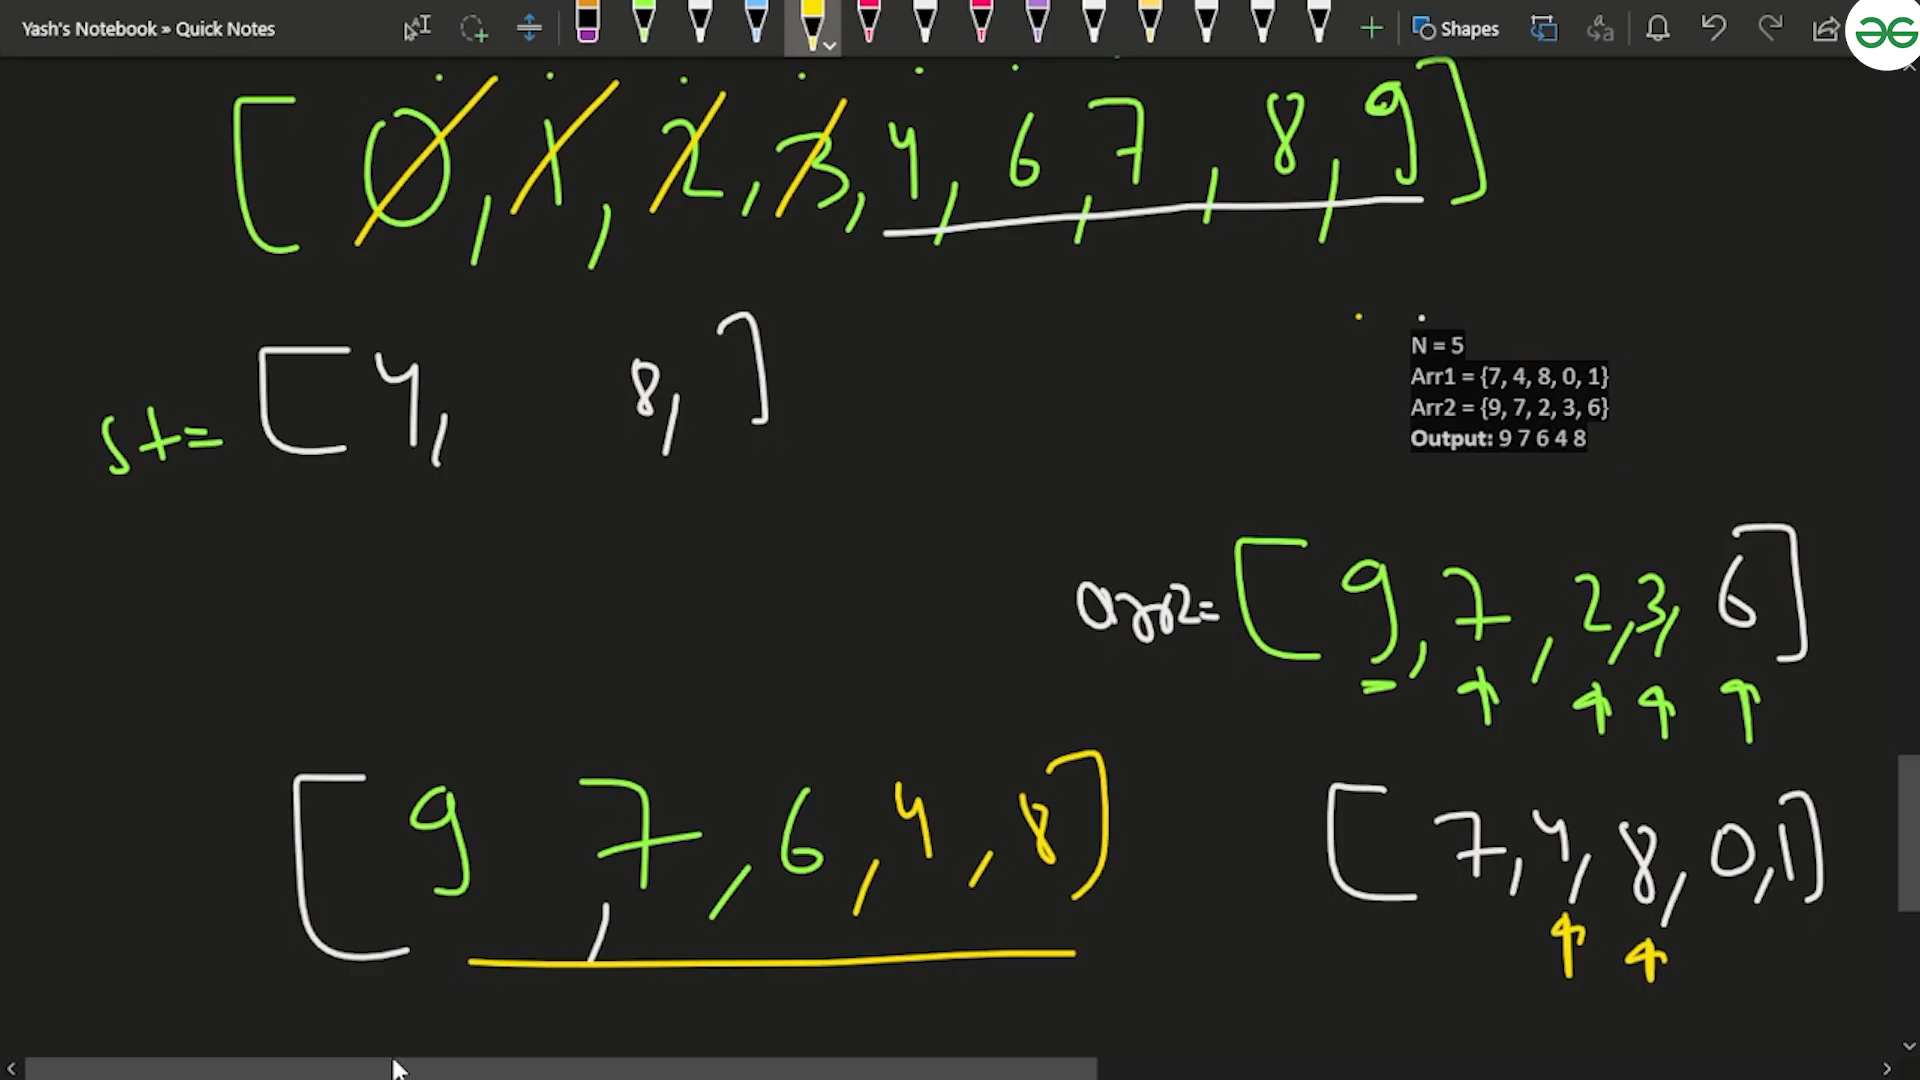 Yash's Notebook » Quick Notes
Shapes
[ 0, 1, 2, 3, 4, 6, 7, 8, 9 ]
St = [ 4, 8, ]
N = 5
Arr1 = {7, 4, 8, 0, 1}
Arr2 = {9, 7, 2, 3, 6}
Output: 9 7 6 4 8
arr2 = [ 9, 7, 2, 3, 6 ]
[ 9, 7, 6, 4, 8 ]
[ 7, 4, 8, 0, 1 ]